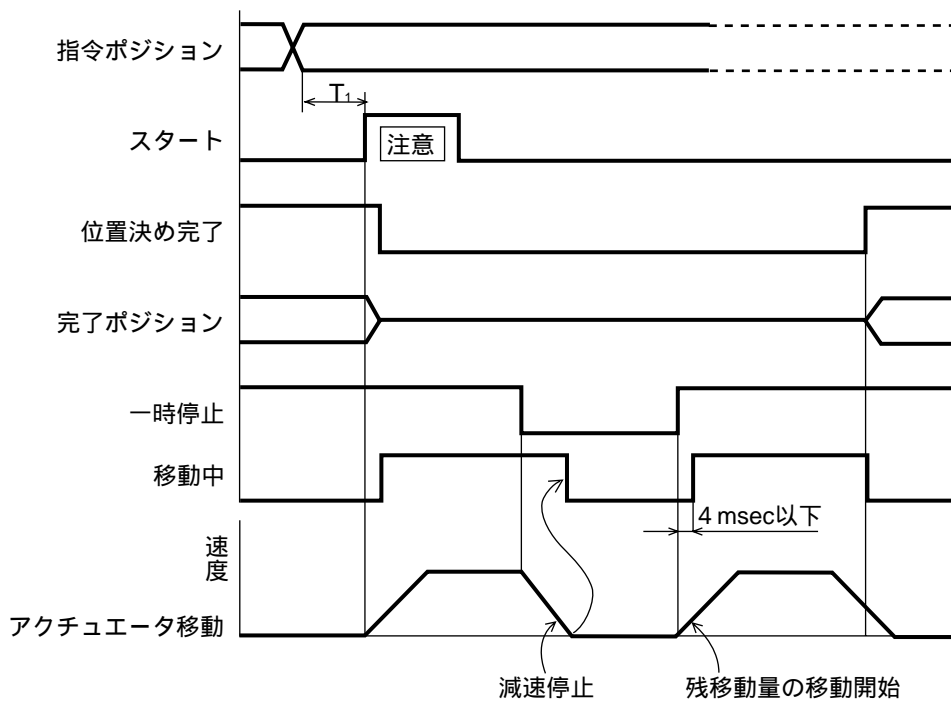 指令ポジション
T₁
スタート
注意
位置決め完了
完了ポジション
一時停止
移動中
4 msec以下
速度
アクチュエータ移動
減速停止
残移動量の移動開始